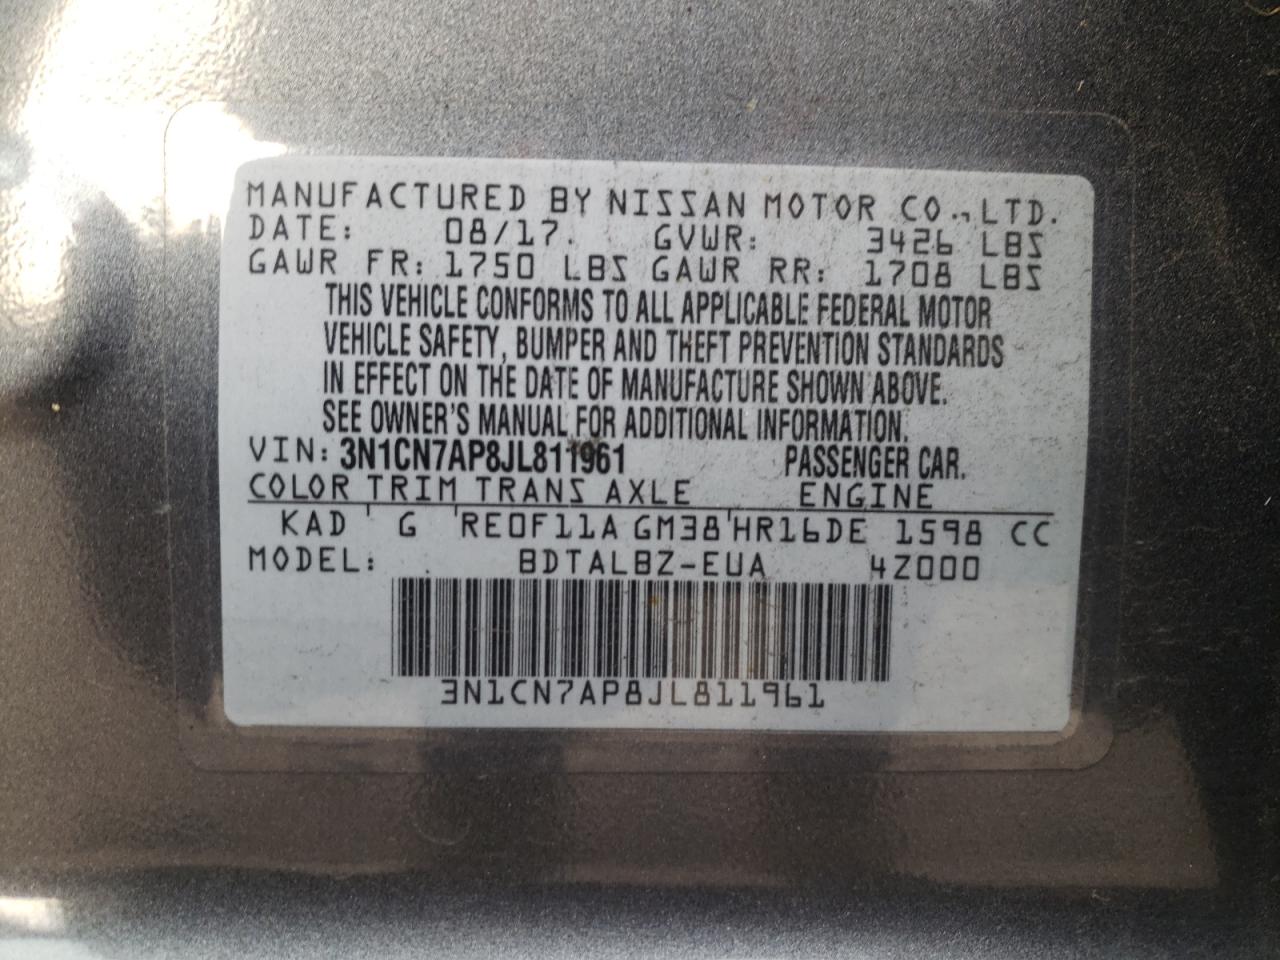 MANUFACTURED BY NISSAN MOTOR CO.,LTD.
DATE: 08/17. GVWR: 3426 LBS
GAWR FR: 1750 LBS GAWR RR: 1708 LBS
THIS VEHICLE CONFORMS TO ALL APPLICABLE FEDERAL MOTOR
VEHICLE SAFETY, BUMPER AND THEFT PREVENTION STANDARDS
IN EFFECT ON THE DATE OF MANUFACTURE SHOWN ABOVE.
SEE OWNER'S MANUAL FOR ADDITIONAL INFORMATION.
VIN: 3N1CN7AP8JL811961 PASSENGER CAR.
COLOR TRIM TRANS AXLE ENGINE
KAD G RE0F11A GM38 HR16DE 1598 CC
MODEL: BDTALBZ-EUA 4Z000
3N1CN7AP8JL811961